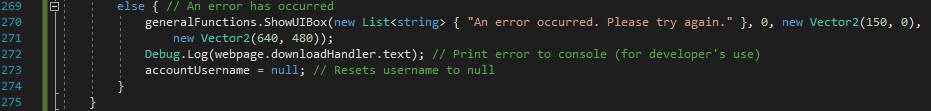 269 else { // An error has occurred
270 generalFunctions.ShowUIBox(new List<string> { "An error occurred. Please try again." }, 0, new Vector2(150, 0),
271 new Vector2(640, 480));
272 Debug.Log(webpage.downloadHandler.text); // Print error to console (for developer's use)
273 accountUsername = null; // Resets username to null
274 }
275 }